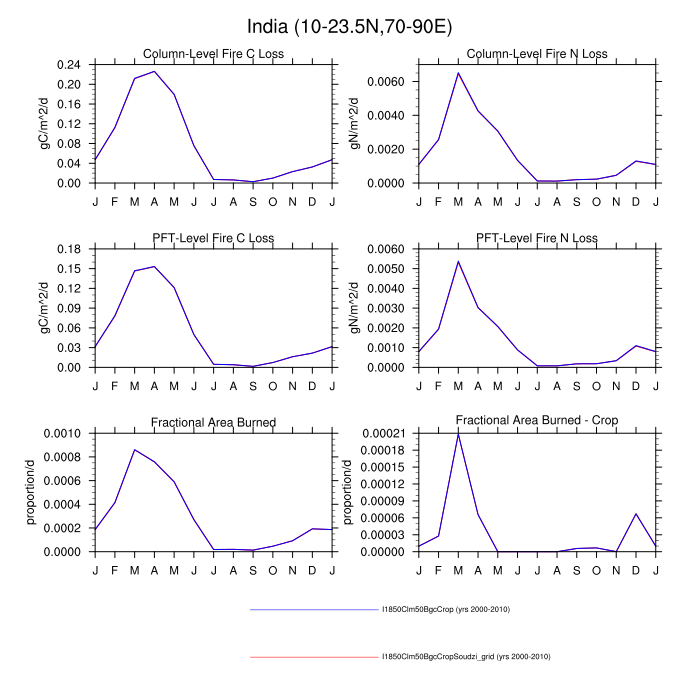 India (10-23.5N,70-90E)
Column-Level Fire C Loss
gC/m^2/d
0.24
0.20
0.16
0.12
0.08
0.04
0.00
J F M A M J J A S O N D J
Column-Level Fire N Loss
gN/m^2/d
0.0060
0.0040
0.0020
0.0000
J F M A M J J A S O N D J
PFT-Level Fire C Loss
gC/m^2/d
0.18
0.15
0.12
0.09
0.06
0.03
0.00
J F M A M J J A S O N D J
PFT-Level Fire N Loss
gN/m^2/d
0.0060
0.0050
0.0040
0.0030
0.0020
0.0010
0.0000
J F M A M J J A S O N D J
Fractional Area Burned
proportion/d
0.0010
0.0008
0.0006
0.0004
0.0002
0.0000
J F M A M J J A S O N D J
Fractional Area Burned - Crop
proportion/d
0.00021
0.00018
0.00015
0.00012
0.00009
0.00006
0.00003
0.00000
J F M A M J J A S O N D J
I1850Clm50BgcCrop (yrs 2000-2010)
I1850Clm50BgcCropSoudzi_grid (yrs 2000-2010)